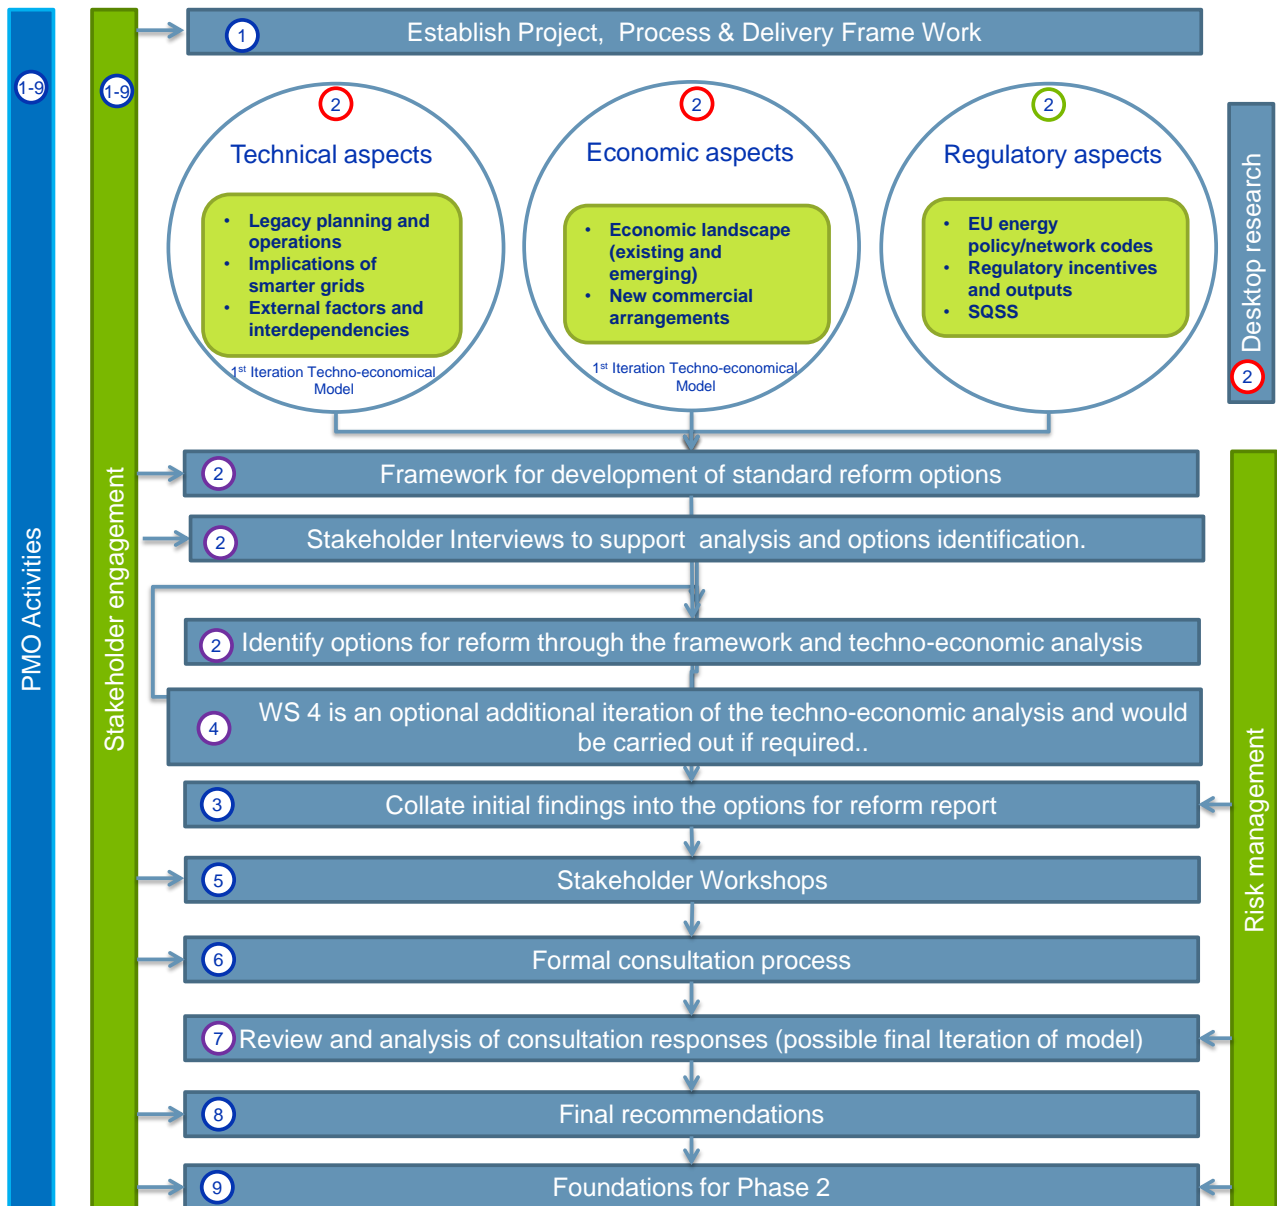 PMO Activities
1-9
Stakeholder engagement
1-9
1
Establish Project, Process & Delivery Frame Work
2
Technical aspects
• Legacy planning and
operations
• Implications of
smarter grids
• External factors and
interdependencies
1st Iteration Techno-economical
Model
2
Economic aspects
• Economic landscape
(existing and
emerging)
• New commercial
arrangements
1st Iteration Techno-economical
Model
2
Regulatory aspects
• EU energy
policy/network codes
• Regulatory incentives
and outputs
• SQSS
Desktop research
2
2
Framework for development of standard reform options
2
Stakeholder Interviews to support analysis and options identification.
2
Identify options for reform through the framework and techno-economic analysis
4
WS 4 is an optional additional iteration of the techno-economic analysis and would
be carried out if required..
3
Collate initial findings into the options for reform report
5
Stakeholder Workshops
6
Formal consultation process
7
Review and analysis of consultation responses (possible final Iteration of model)
8
Final recommendations
9
Foundations for Phase 2
Risk management